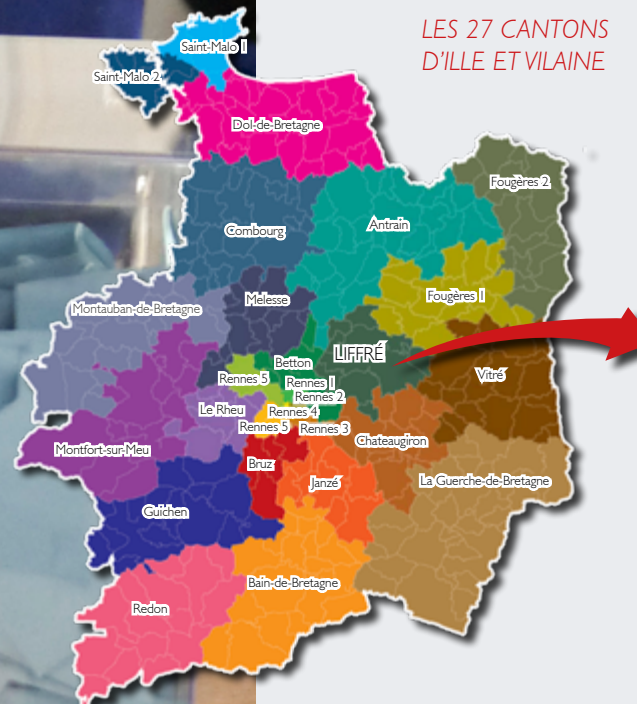 LES 27 CANTONS
D'ILLE ET VILAINE
Saint-Malo 1
Saint-Malo 2
Dol-de-Bretagne
Fougères 2
Combourg
Antrain
Melesse
Fougères 1
Montauban-de-Bretagne
LIFFRÉ
Betton
Vitré
Rennes 5
Rennes 1
Rennes 2
Le Rheu
Rennes 4
Rennes 5
Rennes 3
Chateaugiron
Montfort-sur-Meu
Bruz
Janzé
La Guerche-de-Bretagne
Guichen
Bain-de-Bretagne
Redon